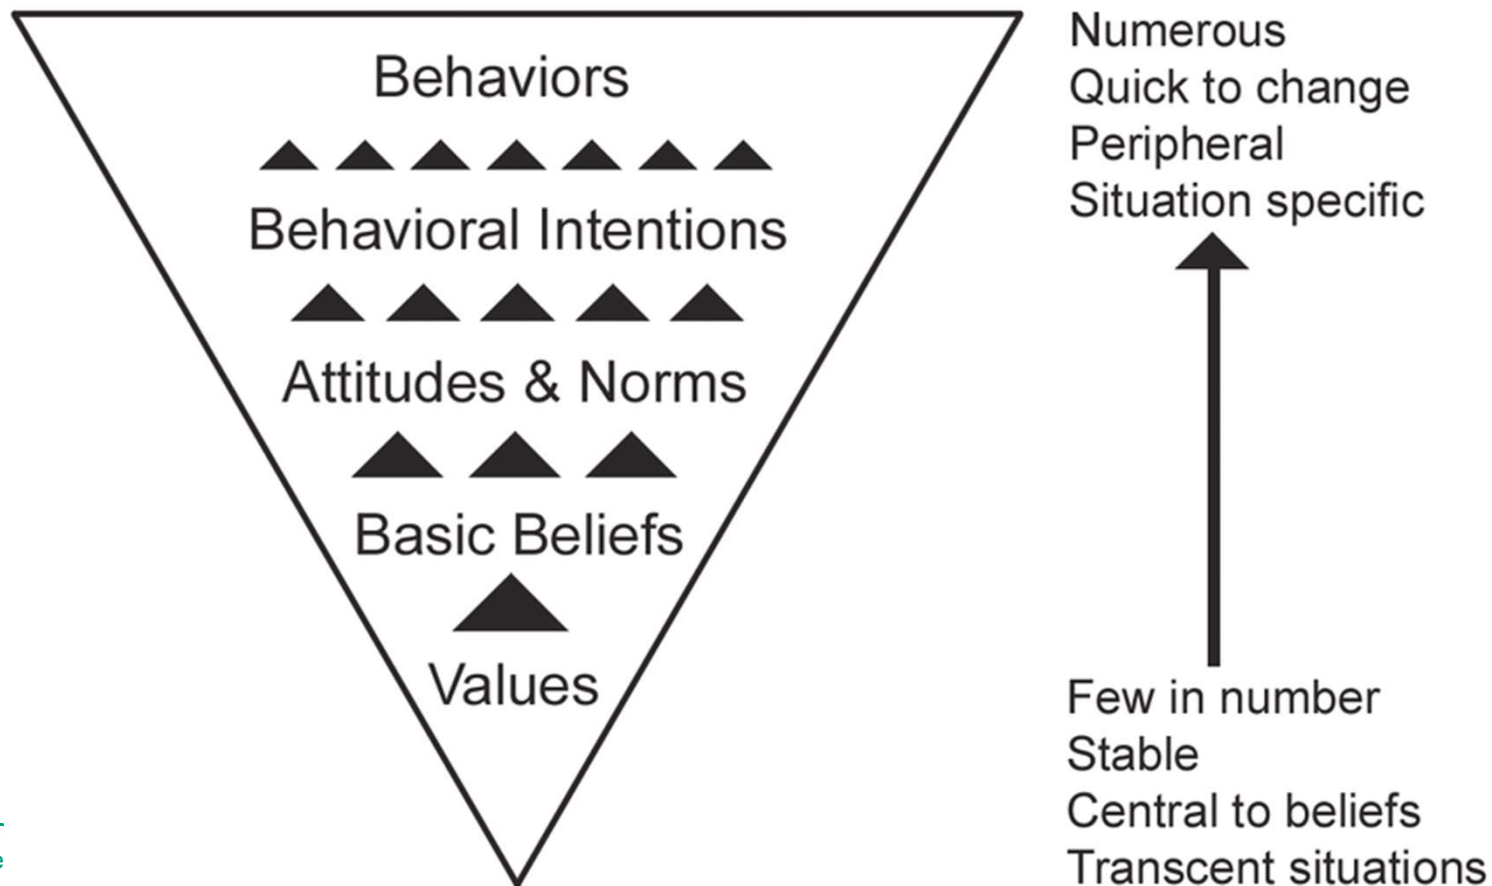 Behaviors
Behavioral Intentions
Attitudes & Norms
Basic Beliefs
Values
Numerous
Quick to change
Peripheral
Situation specific
Few in number
Stable
Central to beliefs
Transcent situations